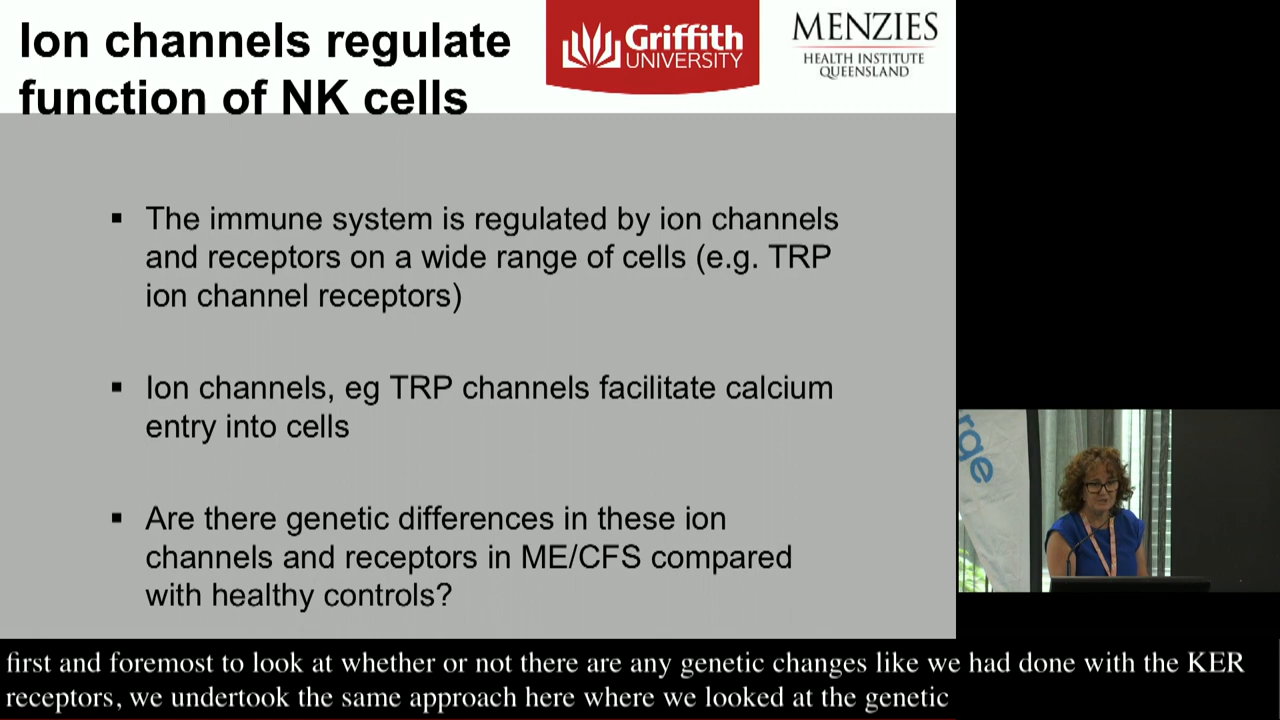 Ion channels regulate
function of NK cells
Griffith
UNIVERSITY
MENZIES
HEALTH INSTITUTE
QUEENSLAND
▪ The immune system is regulated by ion channels
and receptors on a wide range of cells (e.g. TRP
ion channel receptors)
▪ Ion channels, eg TRP channels facilitate calcium
entry into cells
▪ Are there genetic differences in these ion
channels and receptors in ME/CFS compared
with healthy controls?
rge
first and foremost to look at whether or not there are any genetic changes like we had done with the KER
receptors, we undertook the same approach here where we looked at the genetic